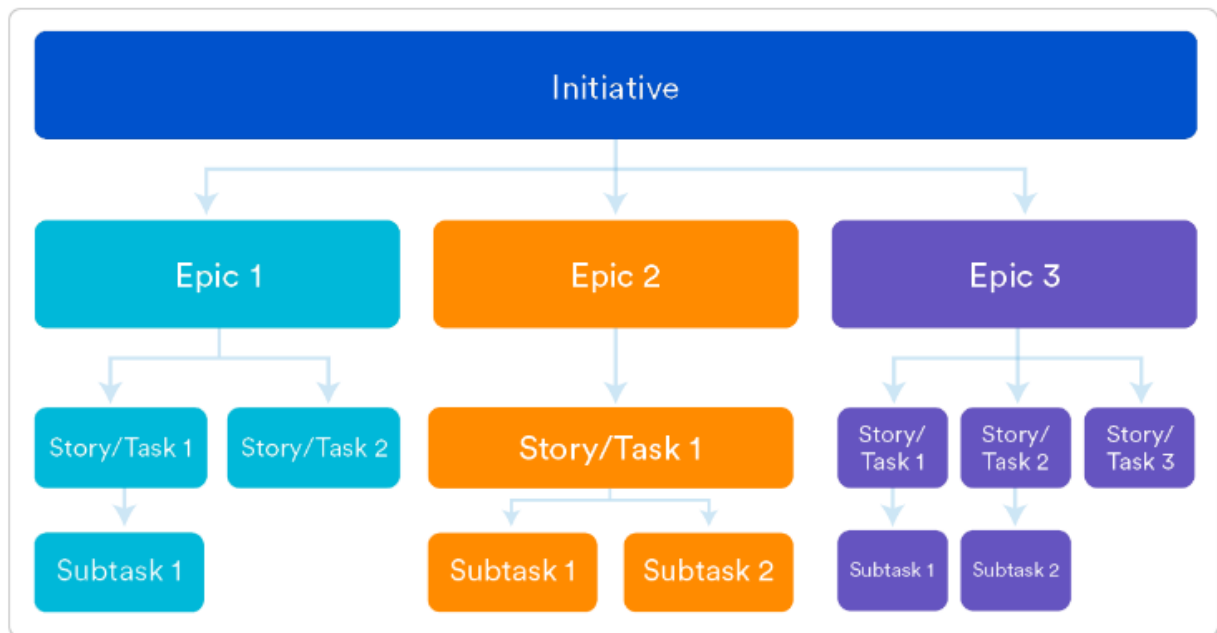 Initiative
Epic 1
Epic 2
Epic 3
Story/Task 1
Story/Task 2
Story/Task 1
Story/
Task 1
Story/
Task 2
Story/
Task 3
Subtask 1
Subtask 1
Subtask 2
Subtask 1
Subtask 2